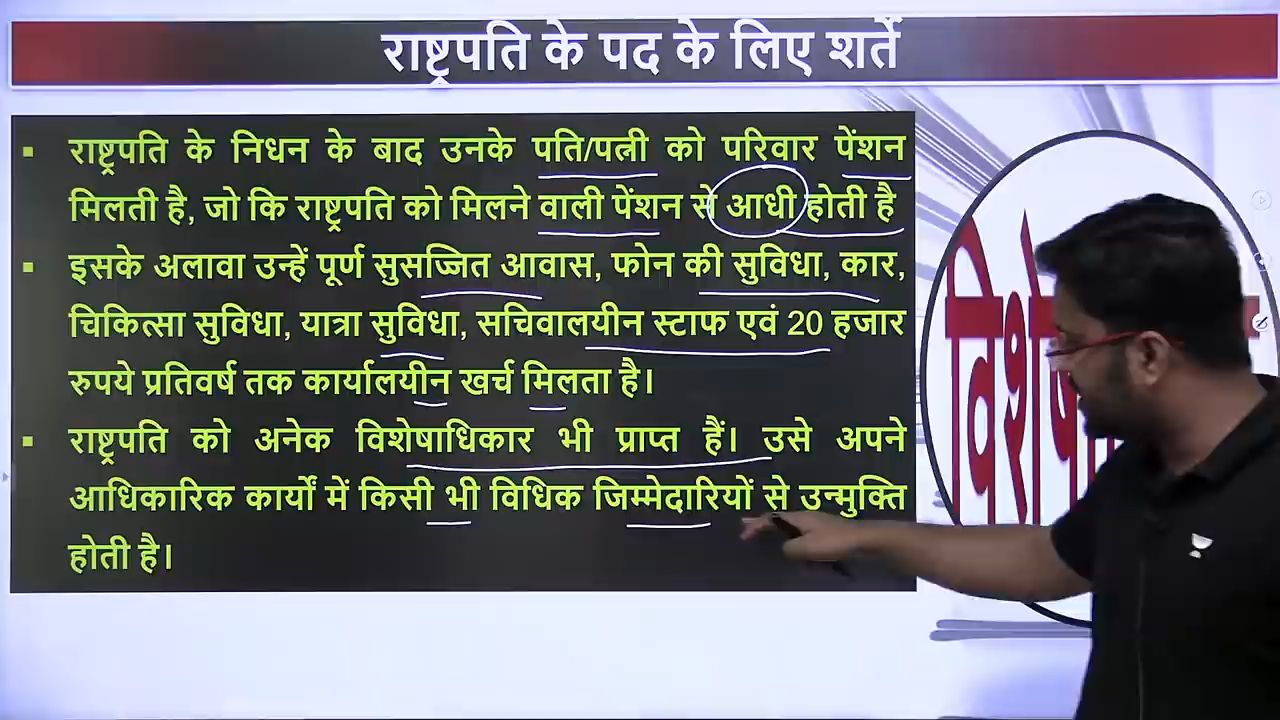 राष्ट्रपति के पद के लिए शर्तें
▪ राष्ट्रपति के निधन के बाद उनके पति/पत्नी को परिवार पेंशन
मिलती है, जो कि राष्ट्रपति को मिलने वाली पेंशन से आधी होती है
▪ इसके अलावा उन्हें पूर्ण सुसज्जित आवास, फोन की सुविधा, कार,
चिकित्सा सुविधा, यात्रा सुविधा, सचिवालयीन स्टाफ एवं 20 हजार
रुपये प्रतिवर्ष तक कार्यालयीन खर्च मिलता है।
▪ राष्ट्रपति को अनेक विशेषाधिकार भी प्राप्त हैं। उसे अपने
आधिकारिक कार्यों में किसी भी विधिक जिम्मेदारियों से उन्मुक्ति
होती है।